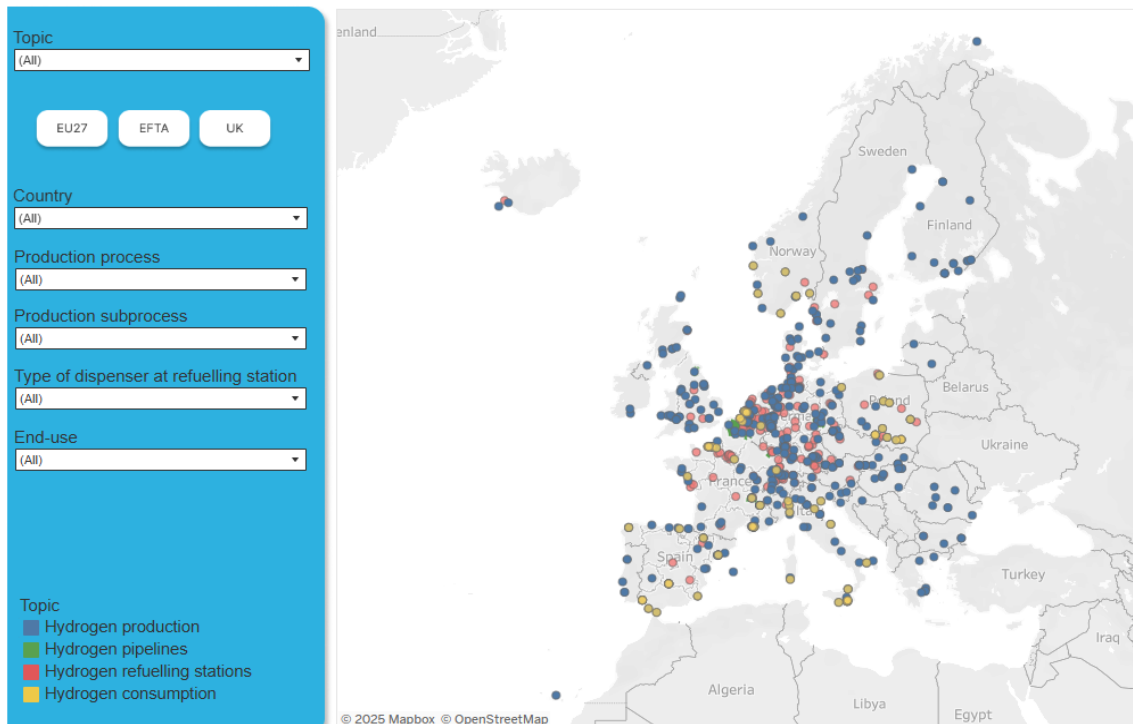 Topic
(All)
EU27
EFTA
UK
Country
(All)
Production process
(All)
Production subprocess
(All)
Type of dispenser at refuelling station
(All)
End-use
(All)
Topic
Hydrogen production
Hydrogen pipelines
Hydrogen refuelling stations
Hydrogen consumption
enland
Sweden
Finland
Norway
Belarus
Ukraine
France
Spain
Turkey
Iraq
Algeria
Libya
Egypt
© 2025 Mapbox © OpenStreetMap